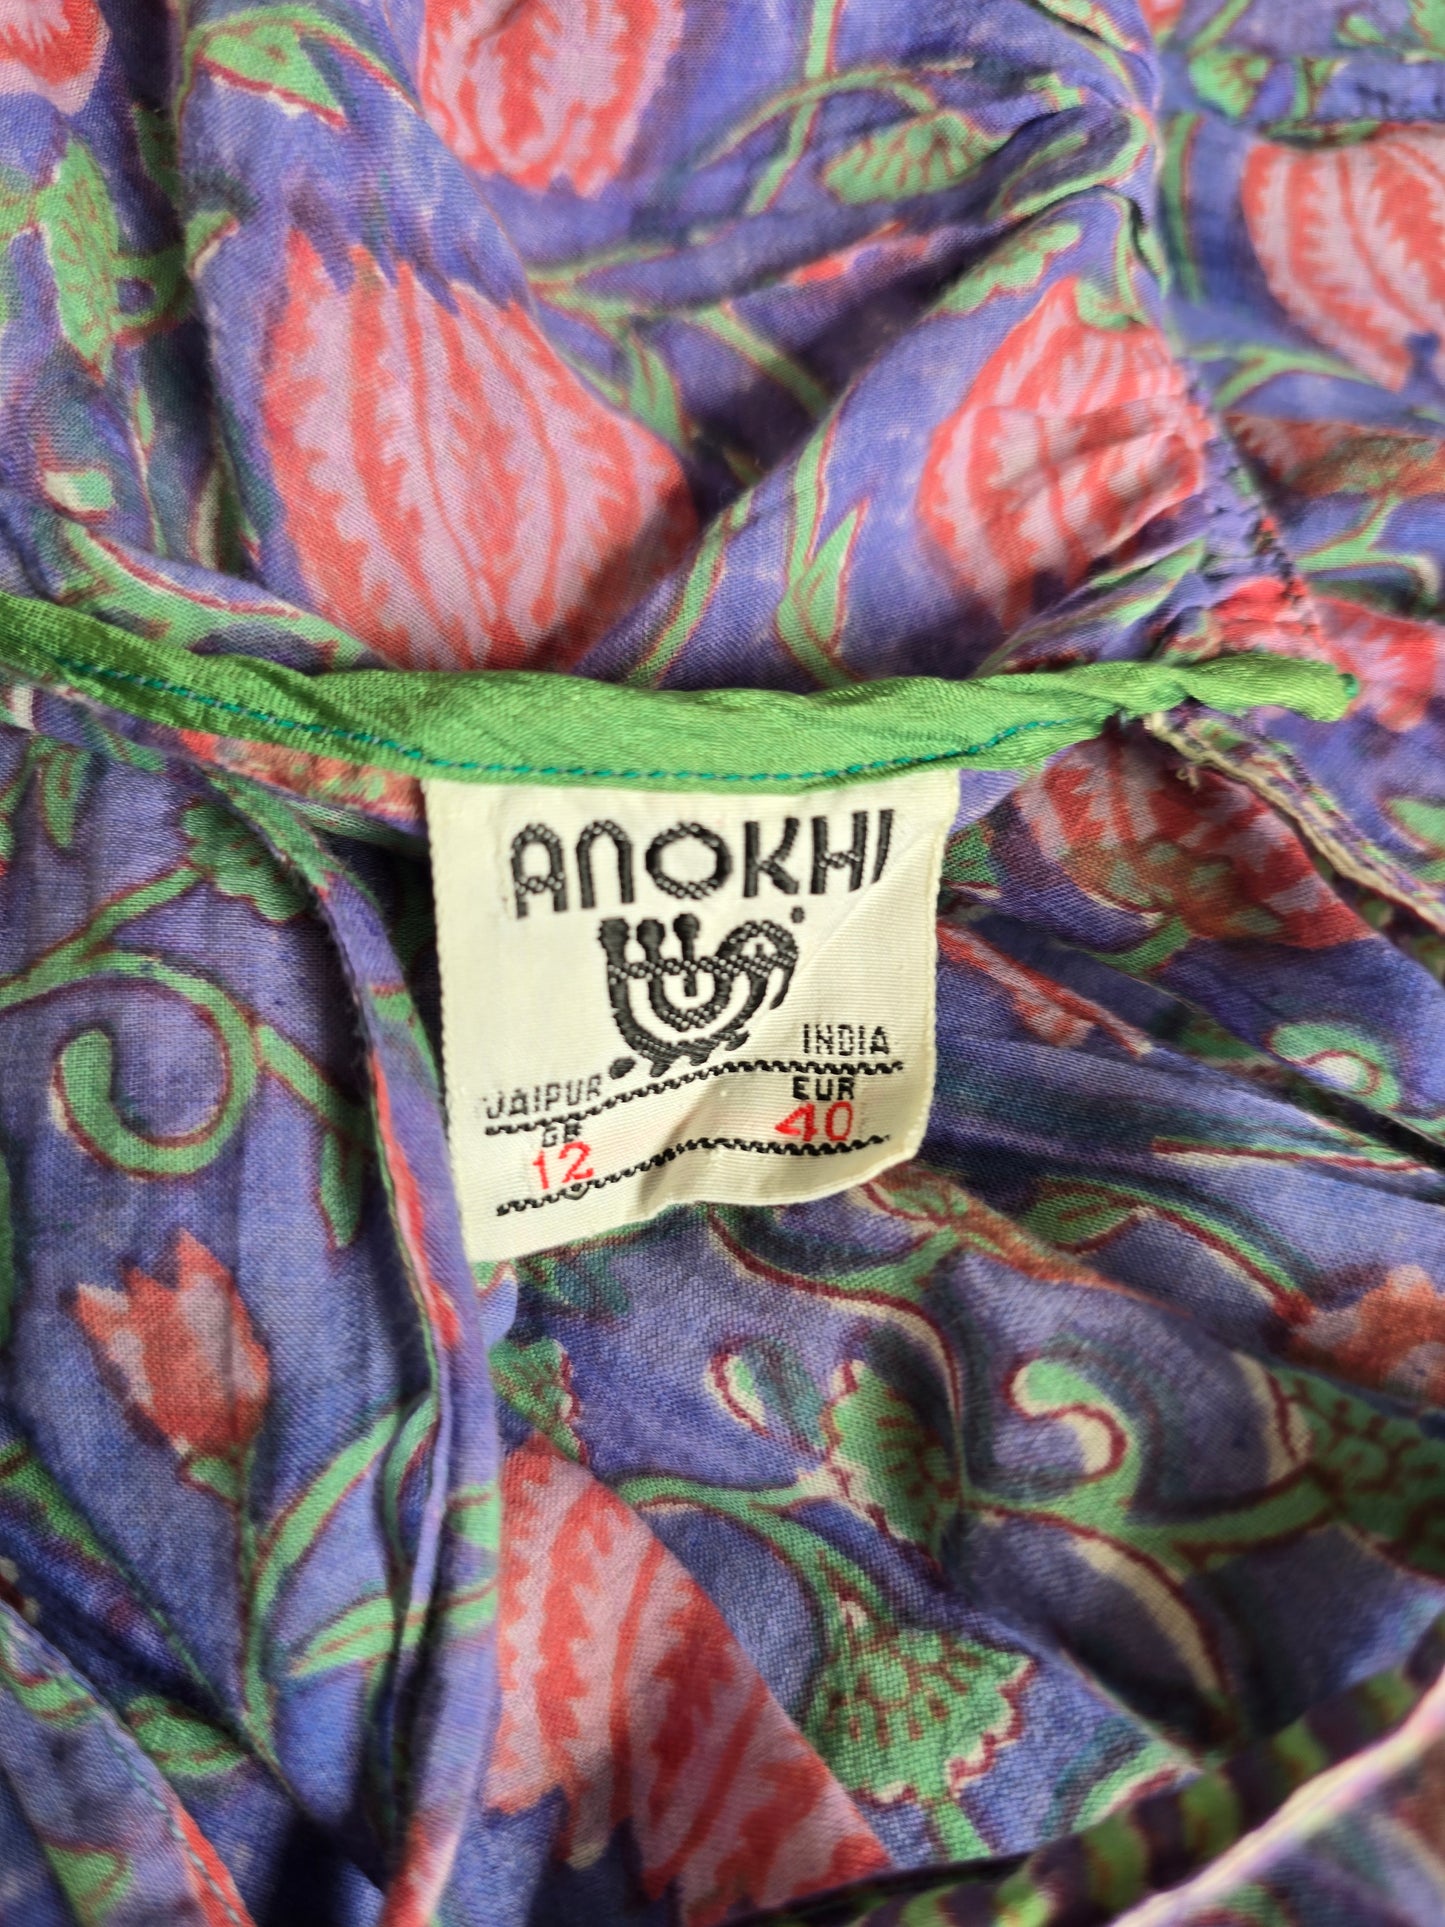 ANOKHI
JAIPUR INDIA
GB EUR
12 40